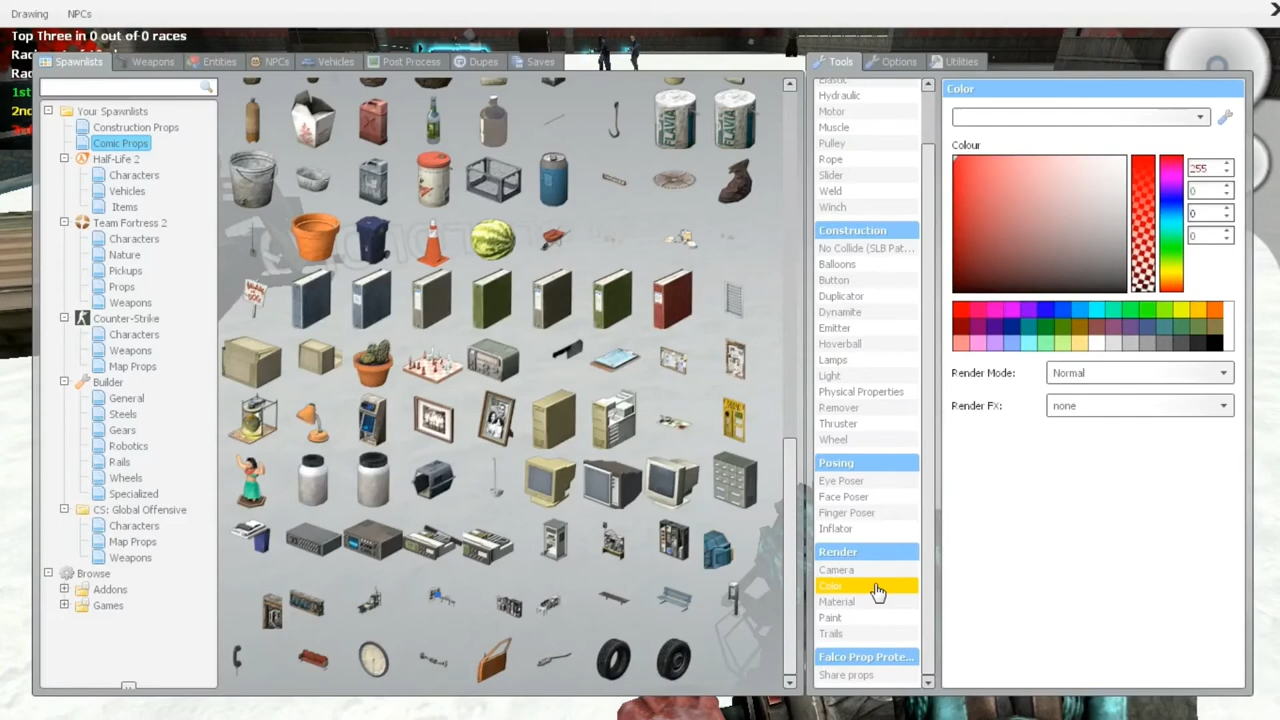 Drawing NPCs
Top Three in 0 out of 0 races
Spawnlists Weapons Entities NPCs Vehicles Post Process Dupes Saves
Tools Options Utilities
Your Spawnlists
Construction Props
Comic Props
Half-Life 2
Characters
Vehicles
Items
Team Fortress 2
Characters
Nature
Pickups
Props
Weapons
Counter-Strike
Characters
Weapons
Map Props
Builder
General
Steels
Gears
Robotics
Rails
Wheels
Specialized
CS: Global Offensive
Characters
Map Props
Weapons
Browse
Addons
Games
FLAVIA
FLAVIA
Elastic
Hydraulic
Motor
Muscle
Pulley
Rope
Slider
Weld
Winch
Construction
No Collide (SLB Pat...
Balloons
Button
Duplicator
Dynamite
Emitter
Hoverball
Lamps
Light
Physical Properties
Remover
Thruster
Wheel
Posing
Eye Poser
Face Poser
Finger Poser
Inflator
Render
Camera
Color
Material
Paint
Trails
Falco Prop Prote...
Share props
Color
Colour
255
0
0
0
Render Mode: Normal
Render FX: none